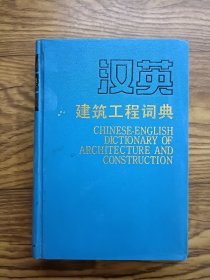 汉英
建筑工程词典
CHINESE-ENGLISH
DICTIONARY OF
ARCHITECTURE AND
CONSTRUCTION